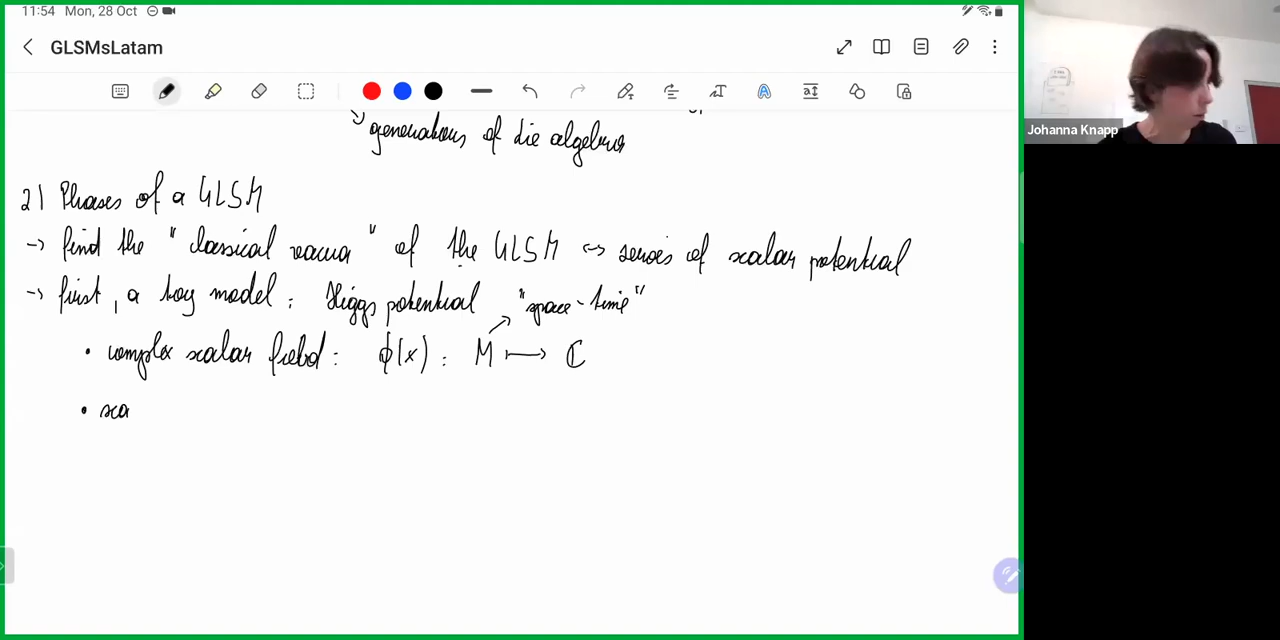 11:54 Mon, 28 Oct
GLSMsLatam
Johanna Knapp
generators of Lie algebra
2) Phases of a GLSM
-> find the "classical vacua" of the GLSM <-> zeroes of scalar potential
-> first, a toy model: Higgs potential "space-time"
• complex scalar field: ϕ(x): M ⟼ ℂ
• sca